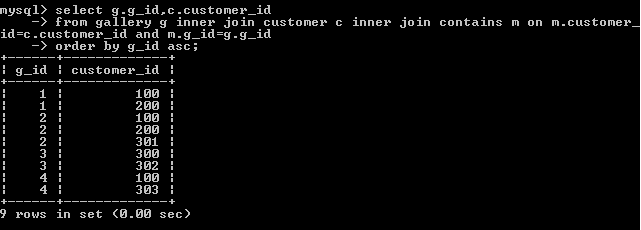 mysql> select g.g_id,c.customer_id
    -> from gallery g inner join customer c inner join contains m on m.customer_
id=c.customer_id and m.g_id=g.g_id
    -> order by g_id asc;
+------+-------------+
| g_id | customer_id |
+------+-------------+
|    1 |         100 |
|    1 |         200 |
|    2 |         100 |
|    2 |         200 |
|    2 |         301 |
|    3 |         300 |
|    3 |         302 |
|    4 |         100 |
|    4 |         303 |
+------+-------------+
9 rows in set (0.00 sec)